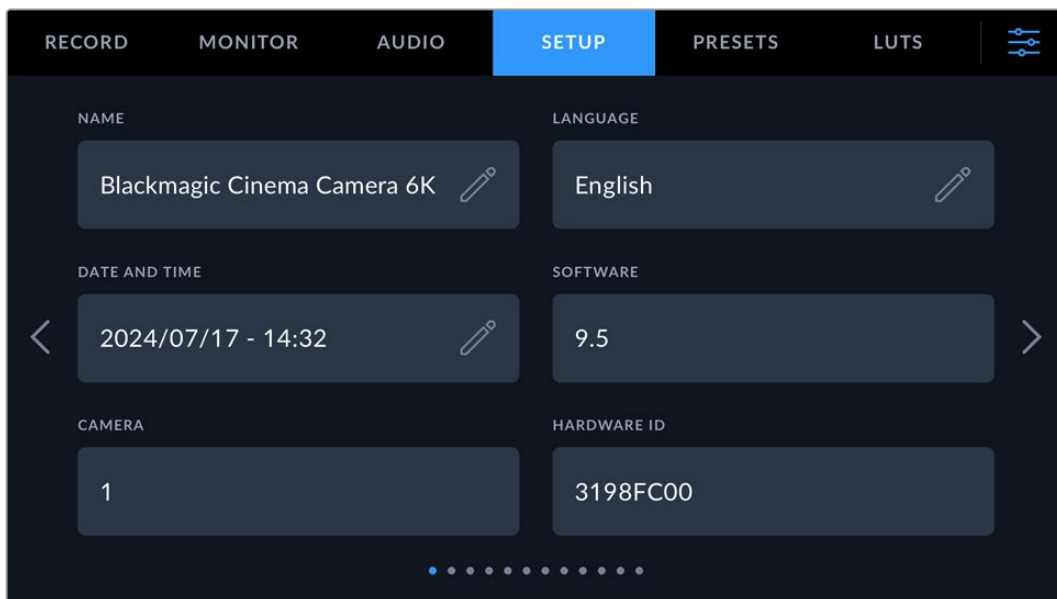 RECORD MONITOR AUDIO SETUP PRESETS LUTS
NAME LANGUAGE
Blackmagic Cinema Camera 6K English
DATE AND TIME SOFTWARE
2024/07/17 - 14:32 9.5
CAMERA HARDWARE ID
1 3198FC00